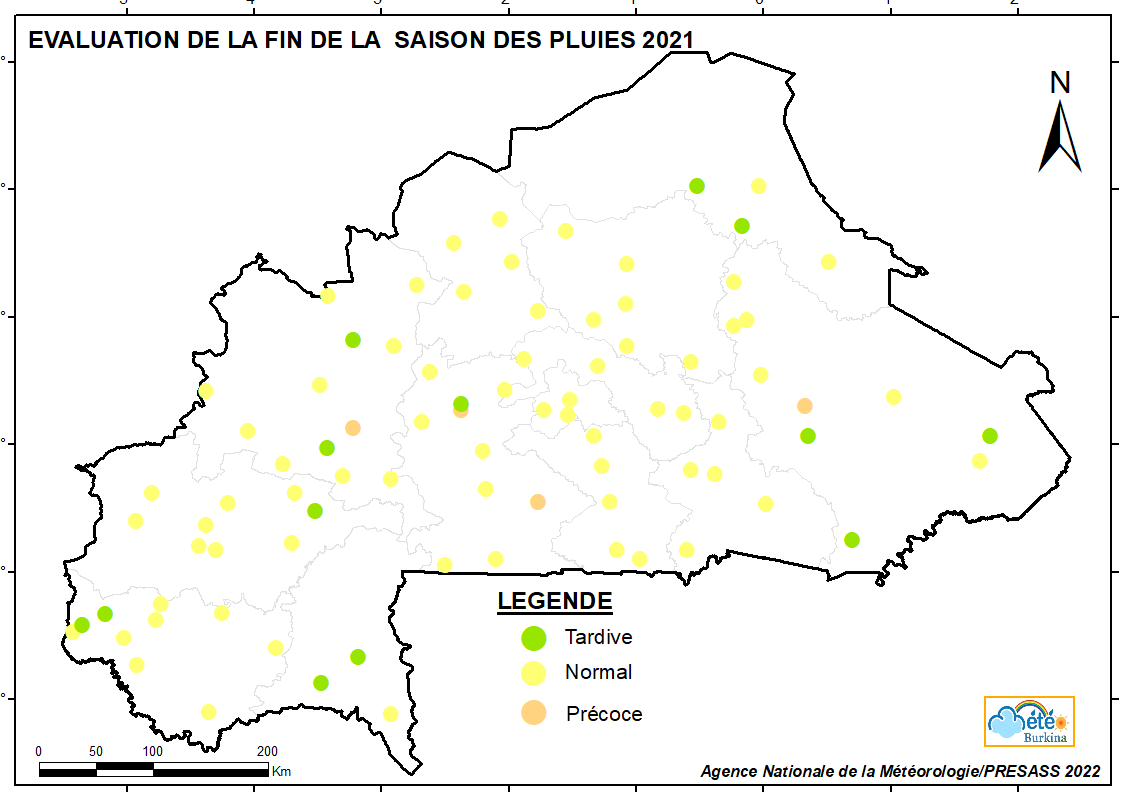 EVALUATION DE LA FIN DE LA SAISON DES PLUIES 2021
N
LEGENDE
Tardive
Normal
Précoce
0 50 100 200
Km
été
Burkina
Agence Nationale de la Météorologie/PRESASS 2022